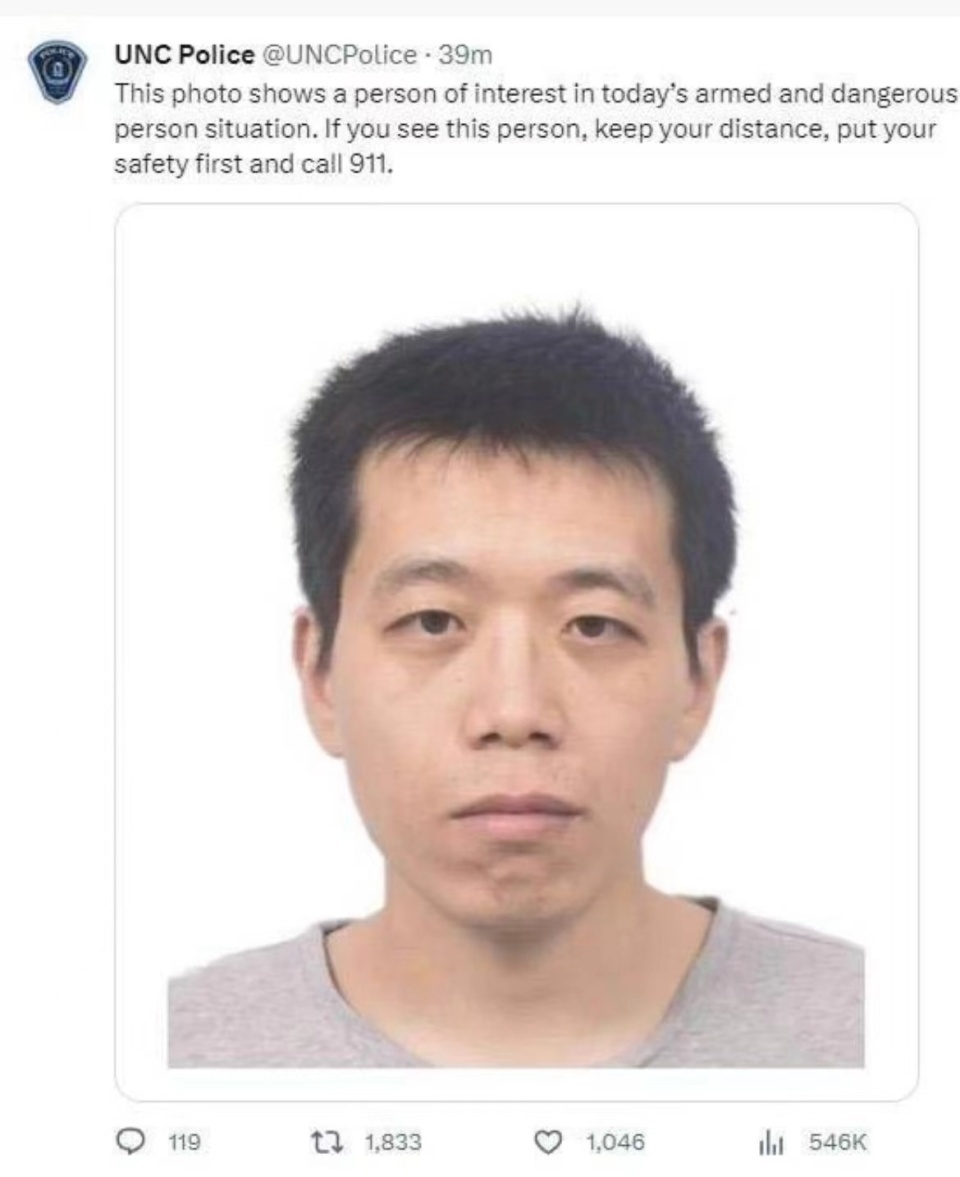 POLICE
UNC Police @UNCPolice · 39m
This photo shows a person of interest in today's armed and dangerous
person situation. If you see this person, keep your distance, put your
safety first and call 911.
119 1,833 1,046 546K